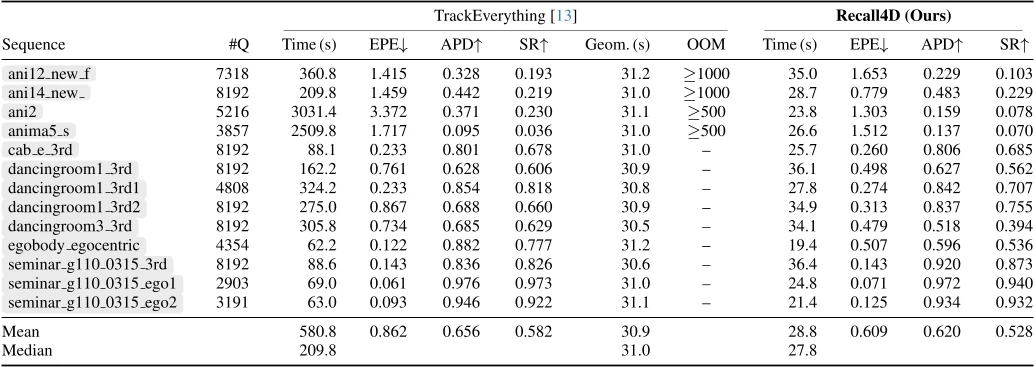 TrackEverything [13] Recall4D (Ours)
Sequence #Q Time (s) EPE↓ APD↑ SR↑ Geom. (s) OOM Time (s) EPE↓ APD↑ SR↑
ani12_new_f 7318 360.8 1.415 0.328 0.193 31.2 ≥1000 35.0 1.653 0.229 0.103
ani14_new_ 8192 209.8 1.459 0.442 0.219 31.0 ≥1000 28.7 0.779 0.483 0.229
ani2 5216 3031.4 3.372 0.371 0.230 31.1 ≥500 23.8 1.303 0.159 0.078
anima5_s 3857 2509.8 1.717 0.095 0.036 31.0 ≥500 26.6 1.512 0.137 0.070
cab_e_3rd 8192 88.1 0.233 0.801 0.678 31.0 – 25.7 0.260 0.806 0.685
dancingroom1_3rd 8192 162.2 0.761 0.628 0.606 30.9 – 36.1 0.498 0.627 0.562
dancingroom1_3rd1 4808 324.2 0.233 0.854 0.818 30.8 – 27.8 0.274 0.842 0.707
dancingroom1_3rd2 8192 275.0 0.867 0.688 0.660 30.9 – 34.9 0.313 0.837 0.755
dancingroom3_3rd 8192 305.8 0.734 0.685 0.629 30.5 – 34.1 0.479 0.518 0.394
egobody_egocentric 4354 62.2 0.122 0.882 0.777 31.2 – 19.4 0.507 0.596 0.536
seminar_g110_0315_3rd 8192 88.6 0.143 0.836 0.826 30.6 – 36.4 0.143 0.920 0.873
seminar_g110_0315_ego1 2903 69.0 0.061 0.976 0.973 31.0 – 24.8 0.071 0.972 0.940
seminar_g110_0315_ego2 3191 63.0 0.093 0.946 0.922 31.1 – 21.4 0.125 0.934 0.932
Mean 580.8 0.862 0.656 0.582 30.9 28.8 0.609 0.620 0.528
Median 209.8 31.0 27.8